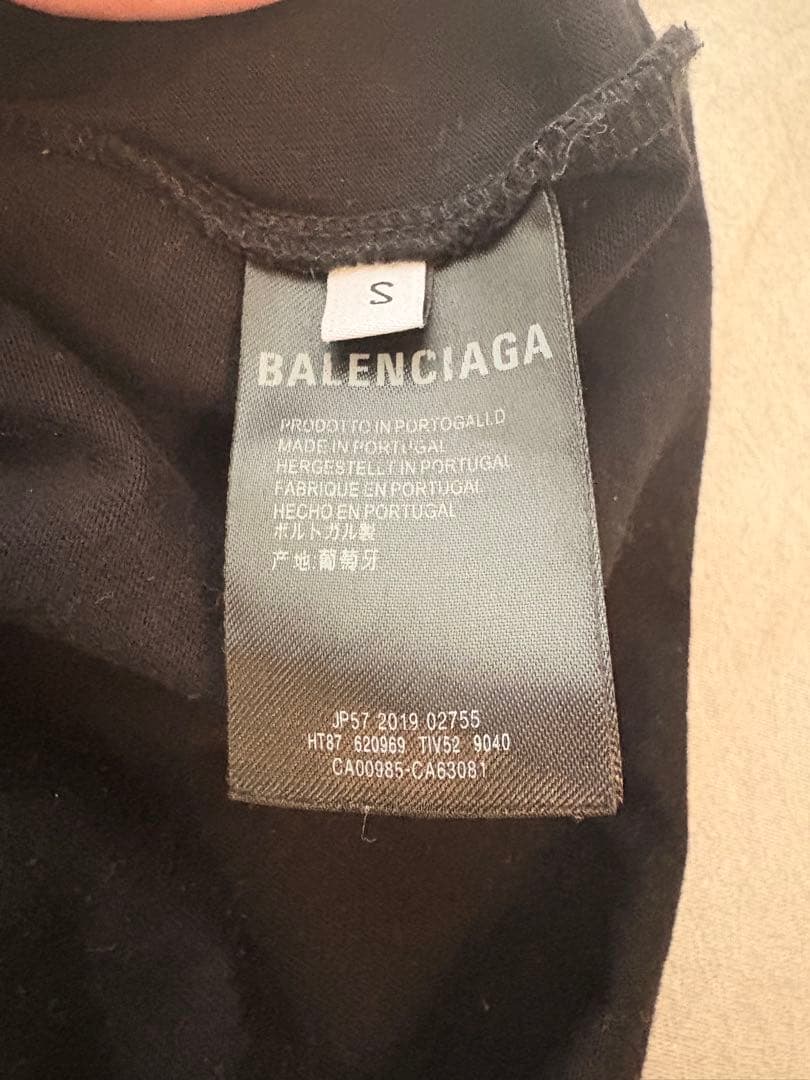 S
BALENCIAGA
PRODOTTO IN PORTOGALLO
MADE IN PORTUGAL
HERGESTELLT IN PORTUGAL
FABRIQUE EN PORTUGAL
HECHO EN PORTUGAL
ポルトガル製
产地:葡萄牙
JP57 2019 02755
HT87 620969 TIV52 9040
CA00985-CA63081